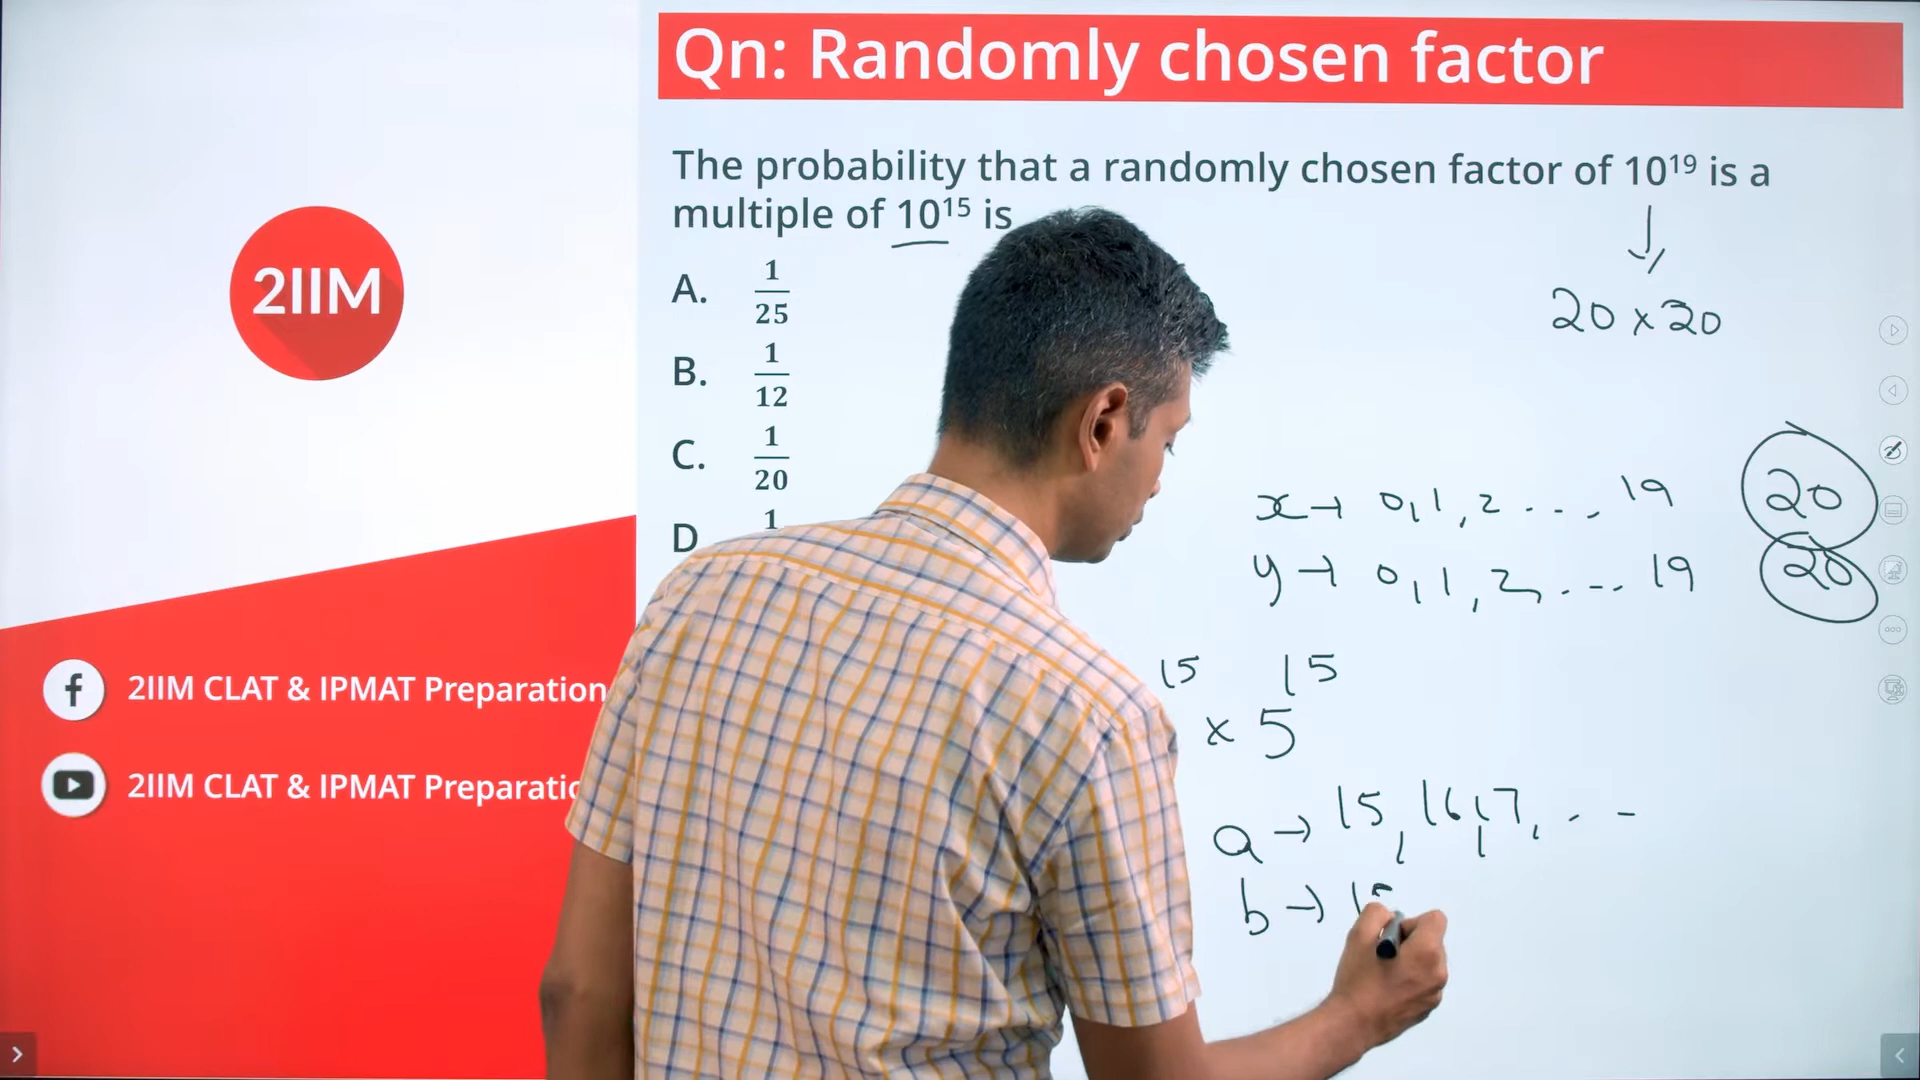 Qn: Randomly chosen factor
The probability that a randomly chosen factor of 10¹⁹ is a
multiple of 10¹⁵ is
20 x 20
A. 1/25
B. 1/12
C. 1/20
D 1
2IIM
x → 0, 1, 2 . . . , 19 20
y → 0, 1, 2, . . . 19 20
15 15
x 5
a → 15, 16, 17, . -
b → 15
f 2IIM CLAT & IPMAT Preparation
2IIM CLAT & IPMAT